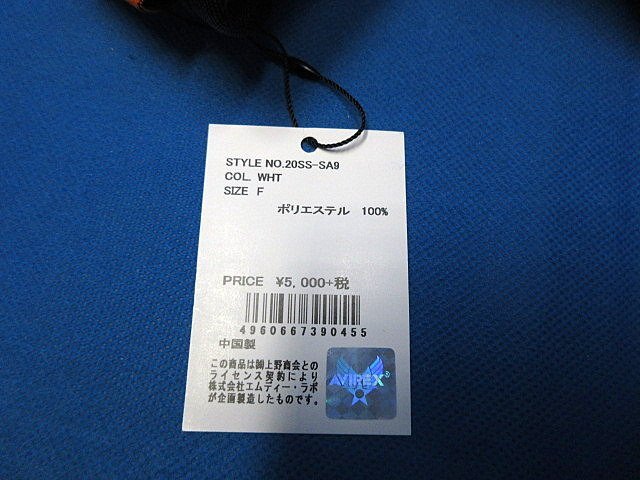 STYLE NO.20SS-SA9
COL. WHT
SIZE F
ポリエステル 100%
PRICE ¥5,000+税
4960667390455
中国製
この商品は㈱上野商会との
ライセンス契約により
株式会社エムディー・ラボ
が企画製造したものです。
AVIREX®